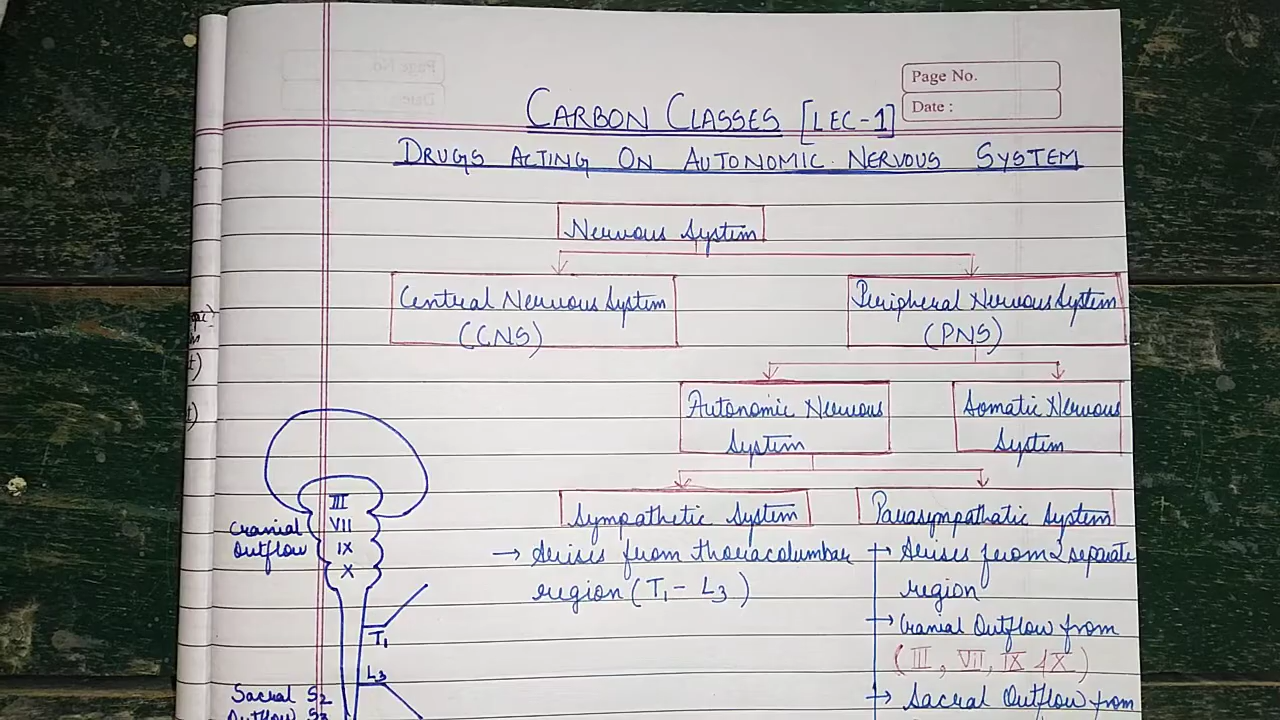 Page No.
Date :
CARBON CLASSES [LEC-1]
DRUGS ACTING ON AUTONOMIC NERVOUS SYSTEM
Nervous System
Central Nervous System
(CNS)
Peripheral Nervous System
(PNS)
Autonomic Nervous
System
Somatic Nervous
System
Sympathetic System
→ Arises from thoracolumbar
region (T1 - L3)
Parasympathatic System
→ Arises from 2 separate
region
→ Cranial Outflow from
(III, VII, IX & X)
→ Sacral Outflow from
Cranial
Outflow
III
VII
IX
X
T1
L3
Sacral S2
Outflow S3